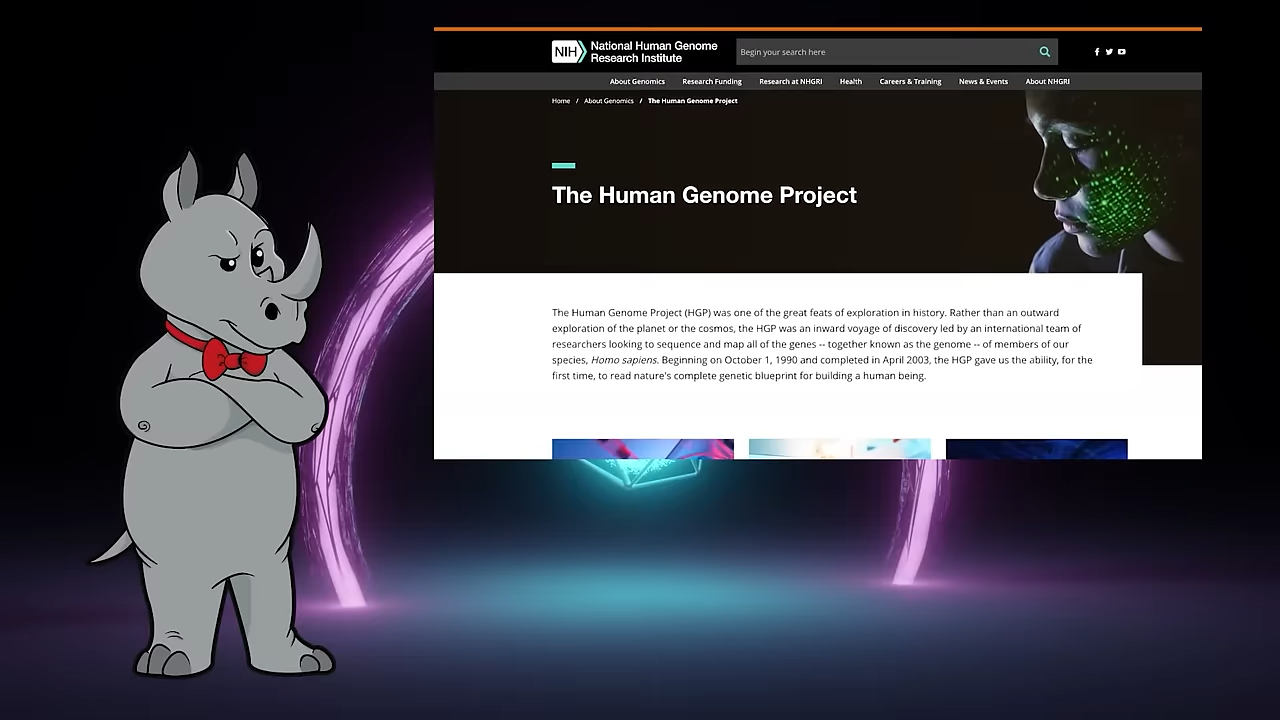 NIH
National Human Genome
Research Institute
Begin your search here
About Genomics Research Funding Research at NHGRI Health Careers & Training News & Events About NHGRI
Home / About Genomics / The Human Genome Project
The Human Genome Project
The Human Genome Project (HGP) was one of the great feats of exploration in history. Rather than an outward
exploration of the planet or the cosmos, the HGP was an inward voyage of discovery led by an international team of
researchers looking to sequence and map all of the genes -- together known as the genome -- of members of our
species, Homo sapiens. Beginning on October 1, 1990 and completed in April 2003, the HGP gave us the ability, for the
first time, to read nature's complete genetic blueprint for building a human being.